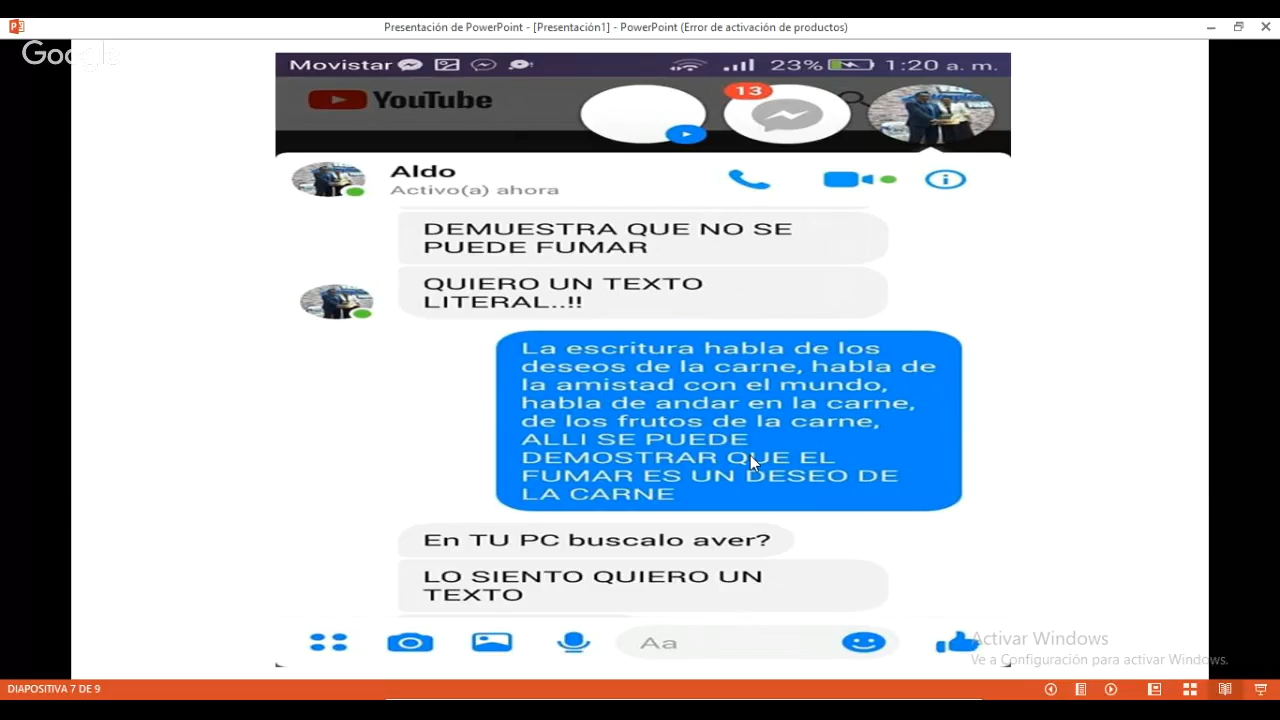 Presentación de PowerPoint - [Presentación1] - PowerPoint (Error de activación de productos)
Google
Movistar 23% 1:20 a. m.
YouTube
13
Aldo
Activo(a) ahora
DEMUESTRA QUE NO SE
PUEDE FUMAR
QUIERO UN TEXTO
LITERAL..!!
La escritura habla de los
deseos de la carne, habla de
la amistad con el mundo,
habla de andar en la carne,
de los frutos de la carne,
ALLI SE PUEDE
DEMOSTRAR QUE EL
FUMAR ES UN DESEO DE
LA CARNE
En TU PC buscalo aver?
LO SIENTO QUIERO UN
TEXTO
Aa
Activar Windows
Ve a Configuración para activar Windows.
DIAPOSITIVA 7 DE 9